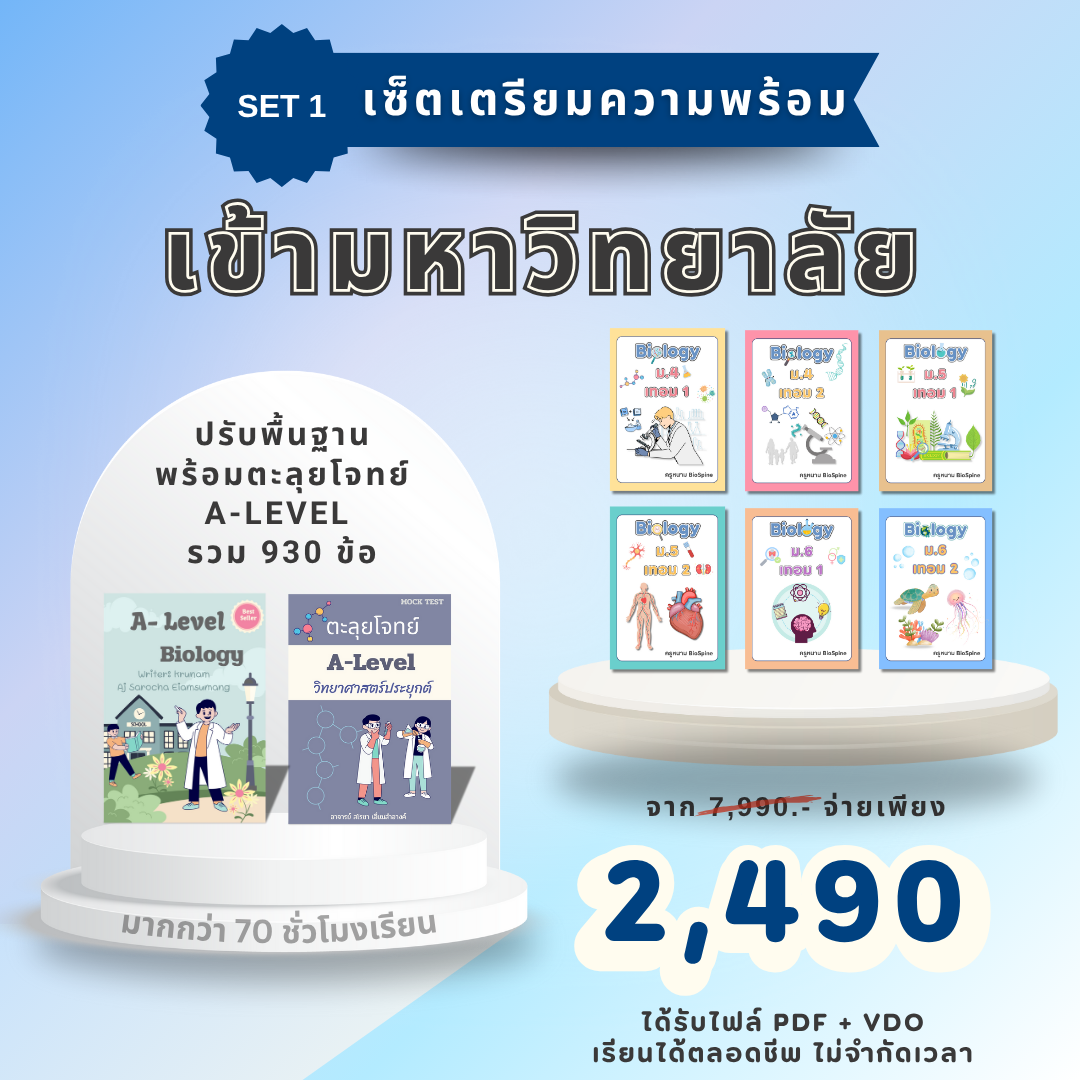 SET 1
เซ็ตเตรียมความพร้อม
เข้ามหาวิทยาลัย
ปรับพื้นฐาน
พร้อมตะลุยโจทย์
A-LEVEL
รวม 930 ข้อ
A- Level
Biology
Best
Seller
Writer: krunam
AJ Sarocha Eiamsumang
SCHOOL
MOCK TEST
ตะลุยโจทย์
A-Level
วิทยาศาสตร์ประยุกต์
อาจารย์ สโรชา เอี่ยมสำอางค์
มากกว่า 70 ชั่วโมงเรียน
Biology
ม.4
เทอม 1
ครูหนาม BioSpine
Biology
ม.4
เทอม 2
ครูหนาม BioSpine
Biology
ม.5
เทอม 1
ครูหนาม BioSpine
Biology
ม.5
เทอม 2
ครูหนาม BioSpine
Biology
ม.6
เทอม 1
ครูหนาม BioSpine
Biology
ม.6
เทอม 2
ครูหนาม BioSpine
จาก 7,990.- จ่ายเพียง
2,490
ได้รับไฟล์ PDF + VDO
เรียนได้ตลอดชีพ ไม่จำกัดเวลา